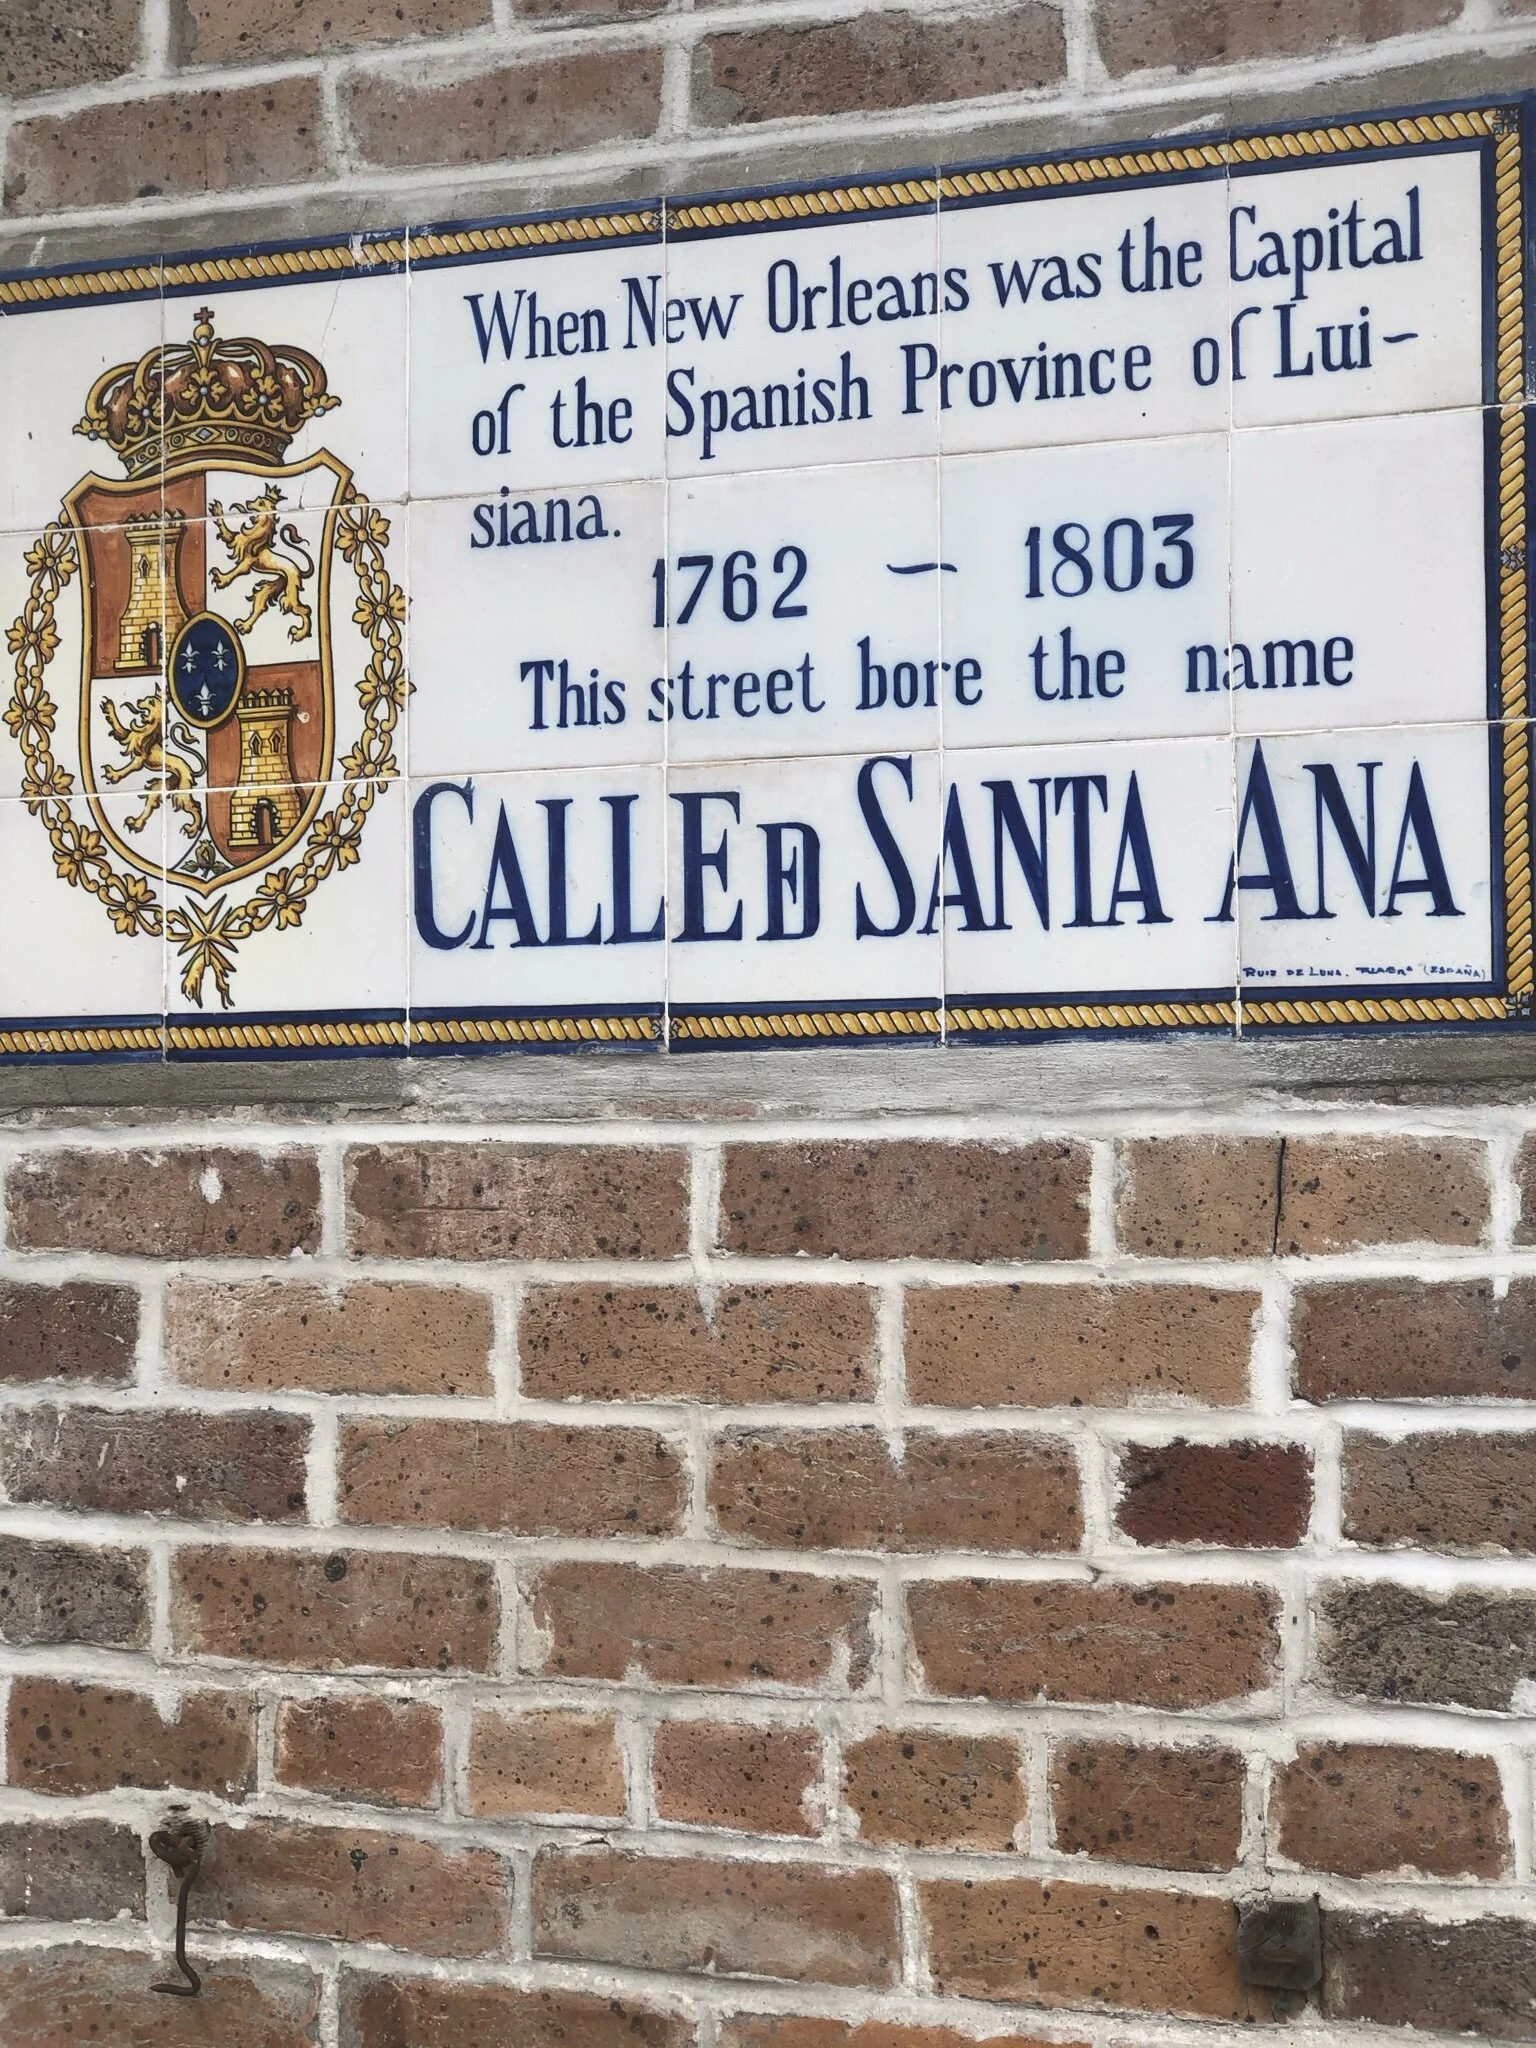 When New Orleans was the Capital
of the Spanish Province of Lui-
siana.
1762 – 1803
This street bore the name
CALLE DE SANTA ANA
RUIZ DE LUNA. TALAVERA (ESPAÑA)